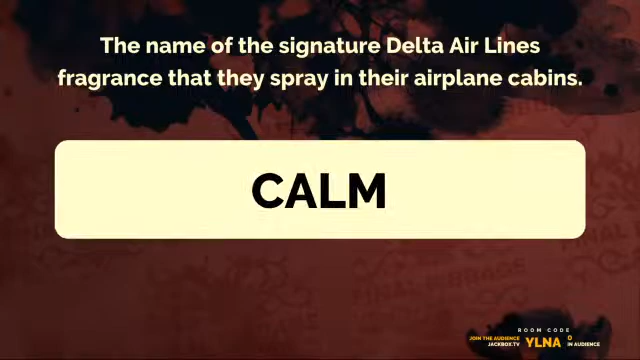 The name of the signature Delta Air Lines
fragrance that they spray in their airplane cabins.
CALM
ROOM CODE
JOIN THE AUDIENCE
JACKBOX.TV
YLNA
0
IN AUDIENCE